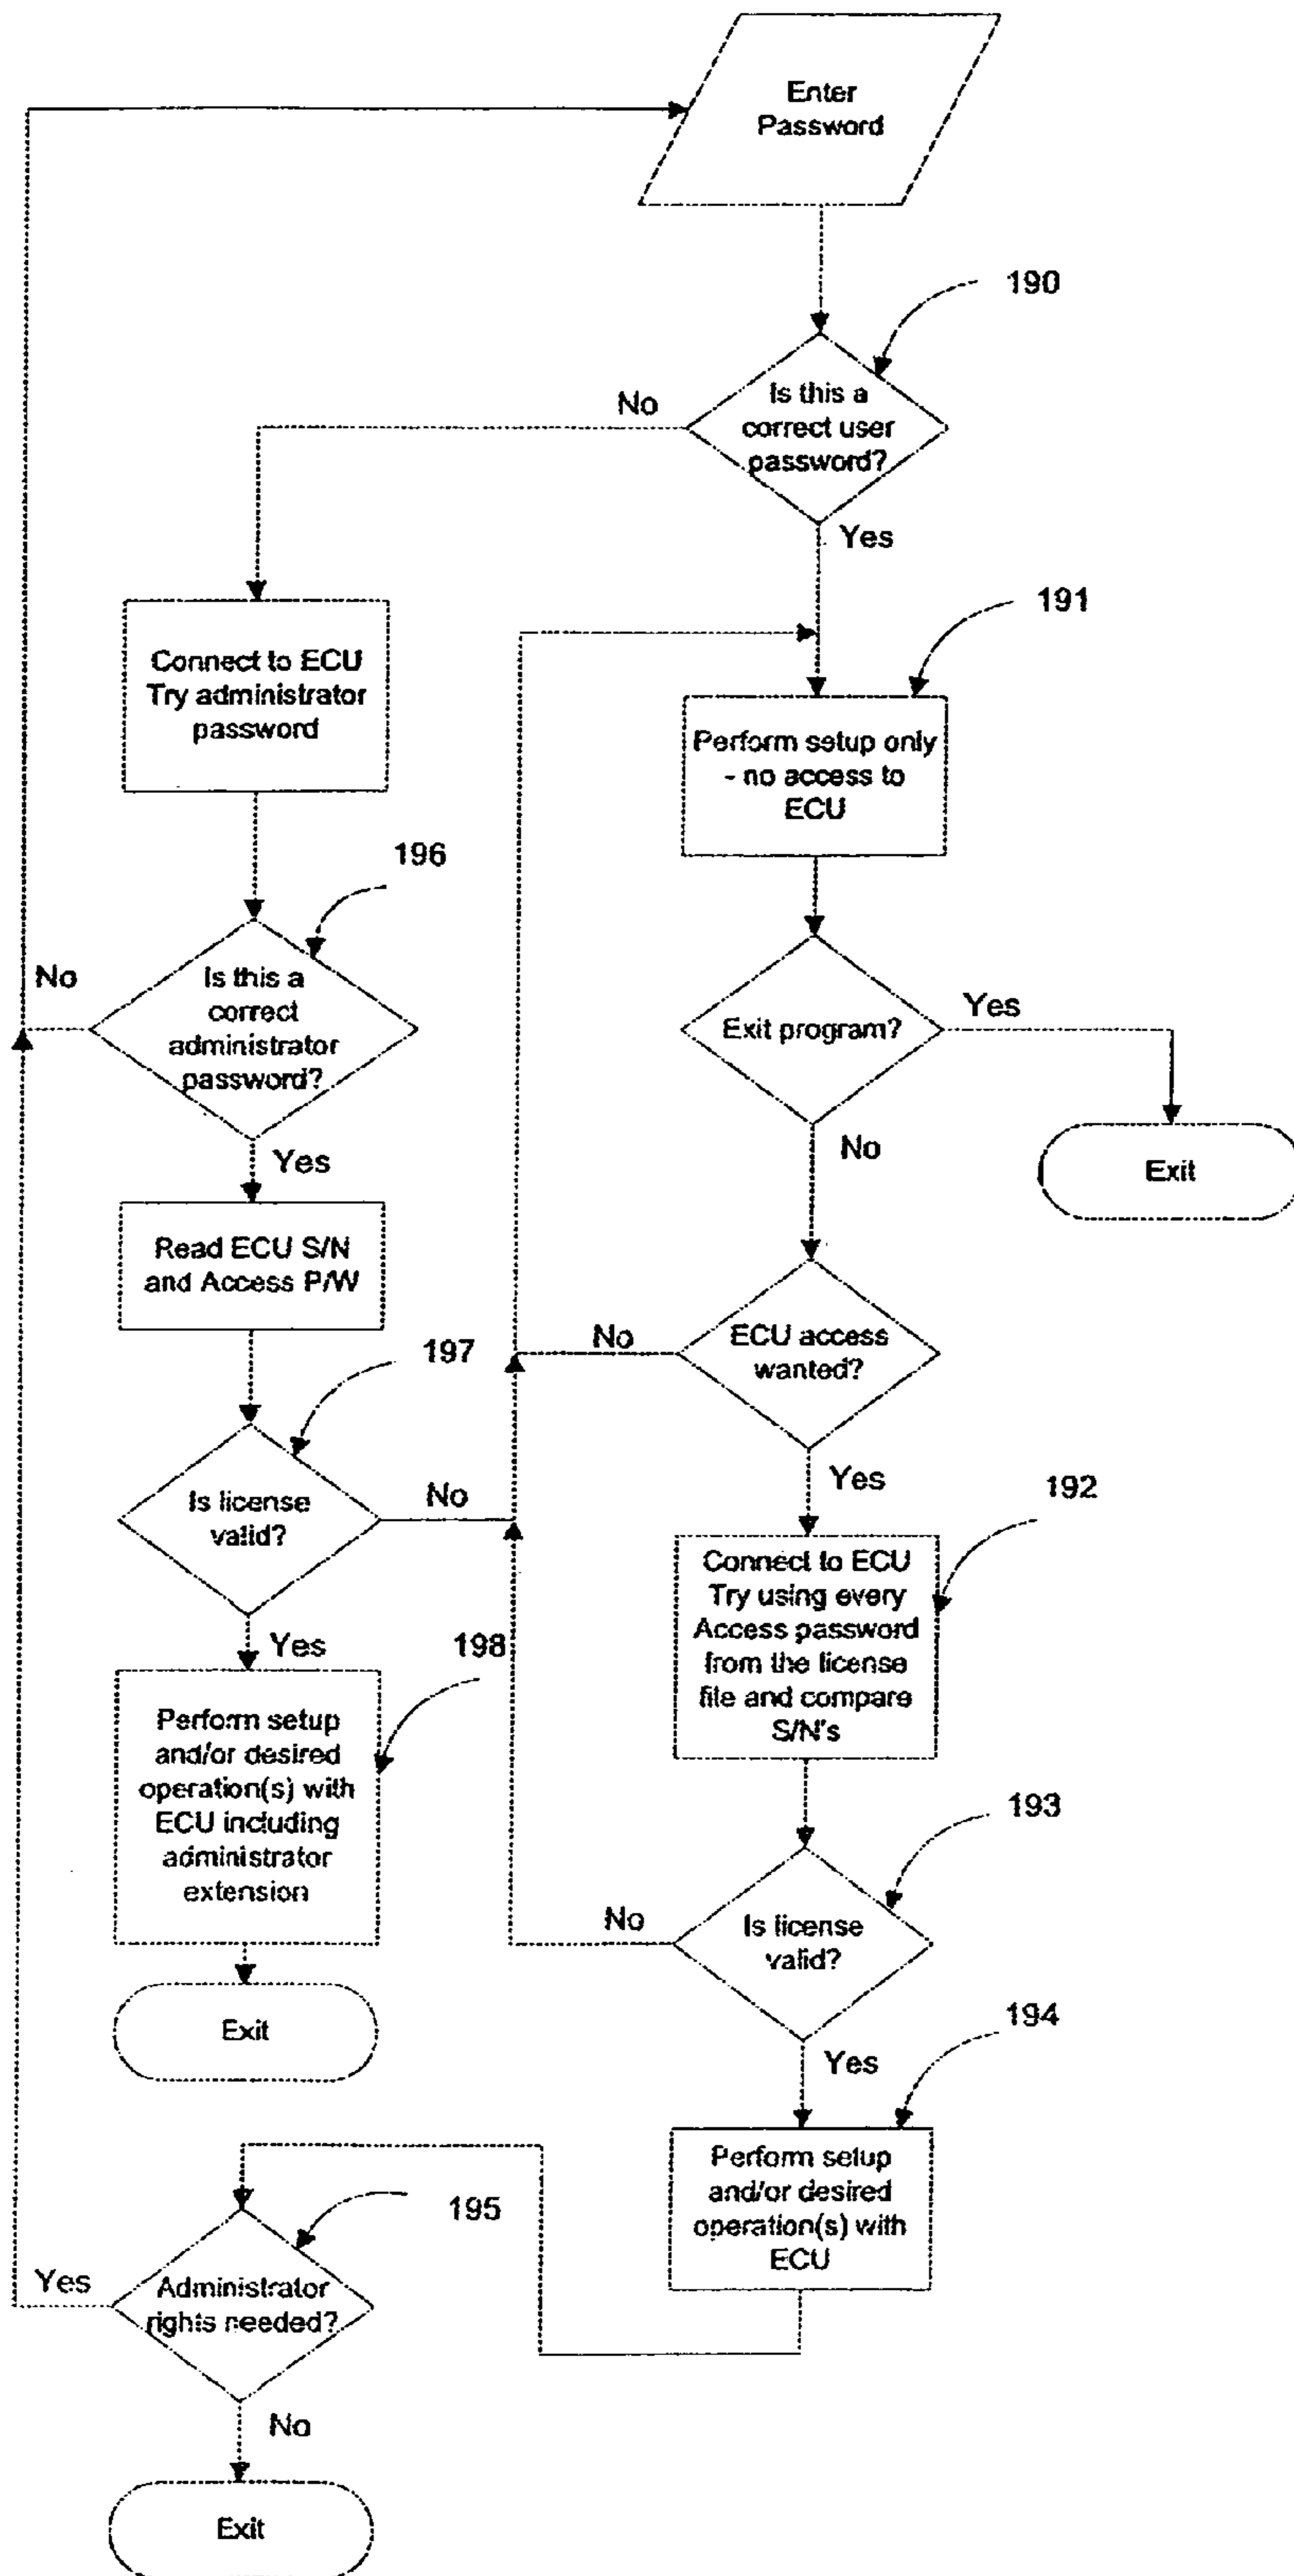 Enter
Password
190
Is this a
correct user
password?
No
Yes
191
Connect to ECU
Try administrator
password
Perform setup only
- no access to
ECU
196
Is this a
correct
administrator
password?
No
Yes
Exit program?
Yes
No
Exit
Read ECU S/N
and Access P/W
ECU access
wanted?
No
Yes
197
Is license
valid?
No
Yes
192
Connect to ECU
Try using every
Access password
from the license
file and compare
S/N's
198
Perform setup
and/or desired
operation(s) with
ECU including
administrator
extension
Exit
193
Is license
valid?
No
Yes
194
Perform setup
and/or desired
operation(s) with
ECU
195
Administrator
rights needed?
Yes
No
Exit